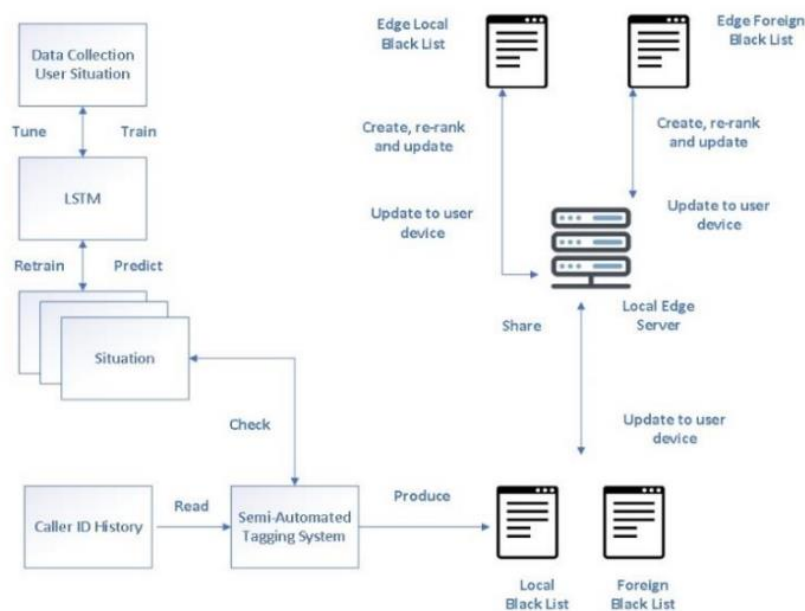 Data Collection
User Situation
Tune
Train
LSTM
Retrain
Predict
Situation
Check
Caller ID History
Read
Semi-Automated
Tagging System
Produce
Edge Local
Black List
Edge Foreign
Black List
Create, re-rank
and update
Create, re-rank
and update
Update to user
device
Update to user
device
Local Edge
Server
Share
Update to user
device
Local
Black List
Foreign
Black List